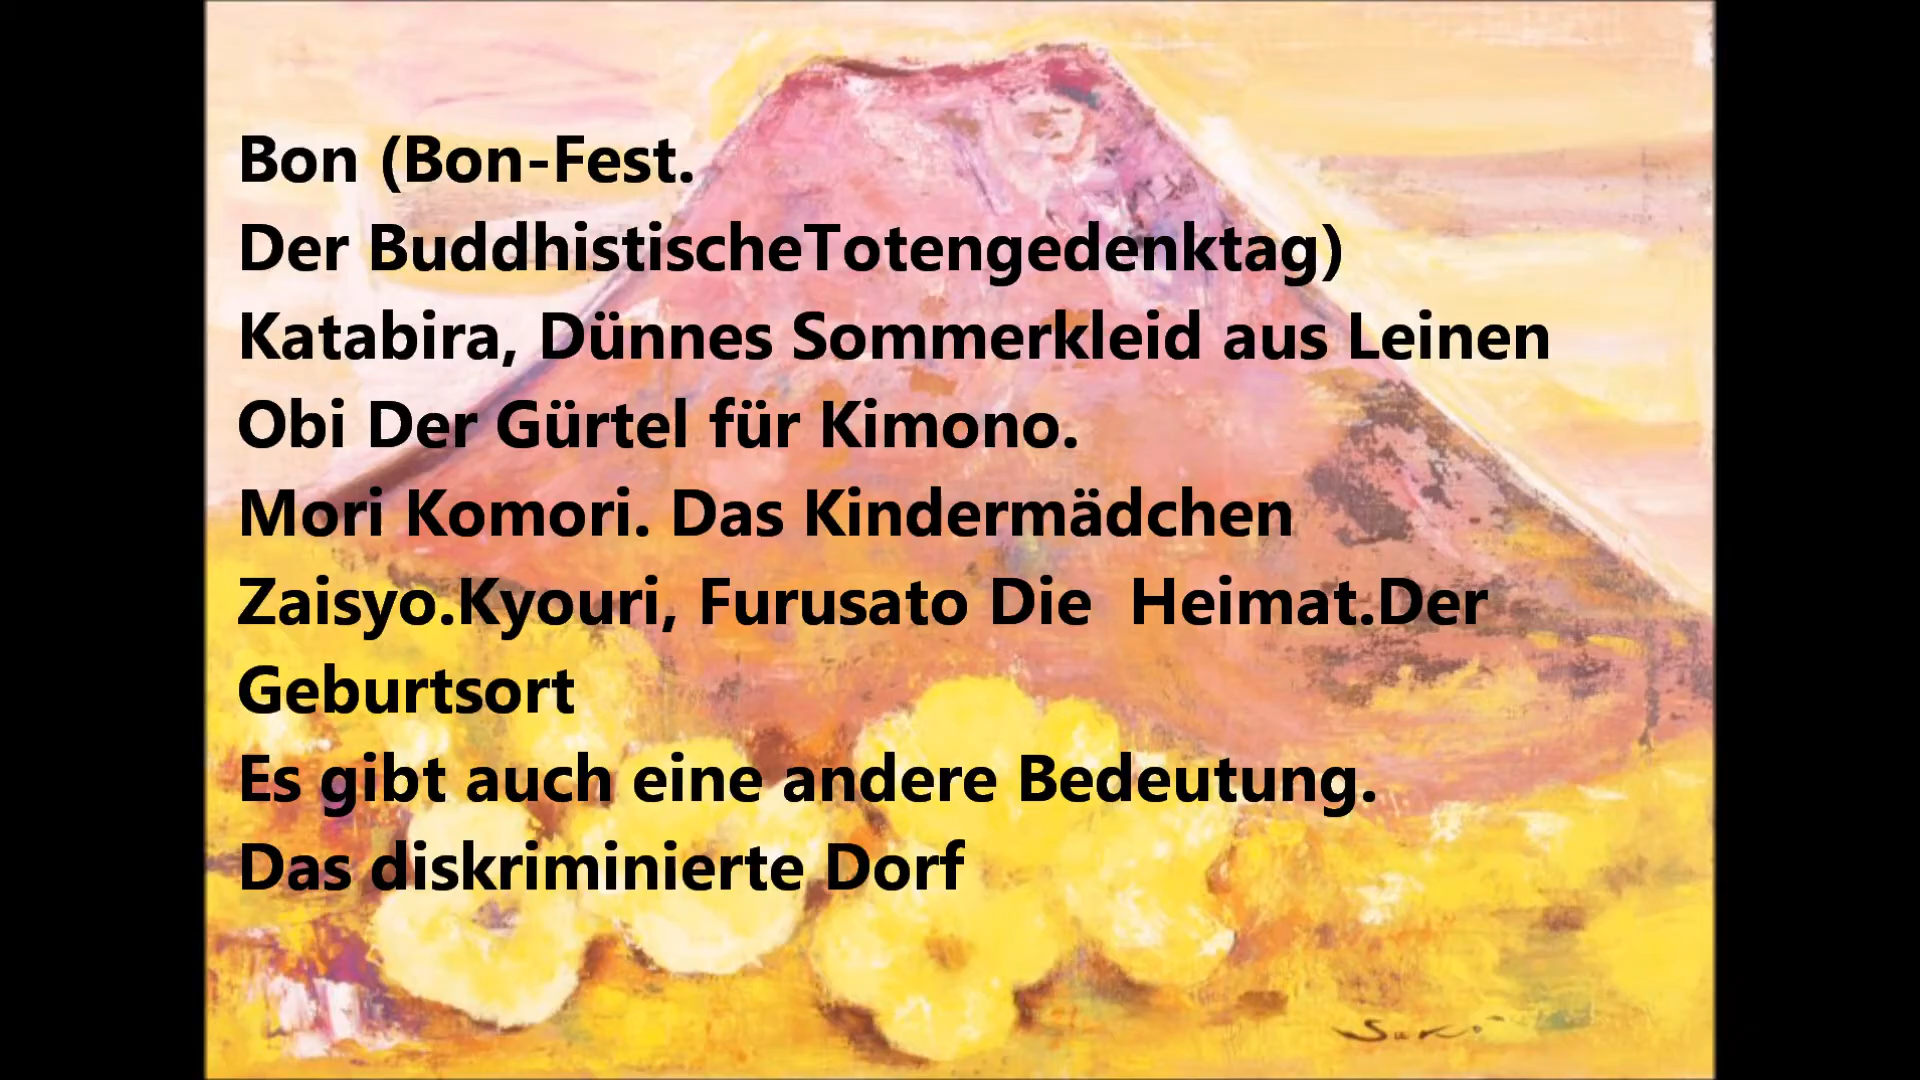 Bon (Bon-Fest.
Der BuddhistischeTotengedenktag)
Katabira, Dünnes Sommerkleid aus Leinen
Obi Der Gürtel für Kimono.
Mori Komori. Das Kindermädchen
Zaisyo.Kyouri, Furusato Die  Heimat.Der
Geburtsort
Es gibt auch eine andere Bedeutung.
Das diskriminierte Dorf